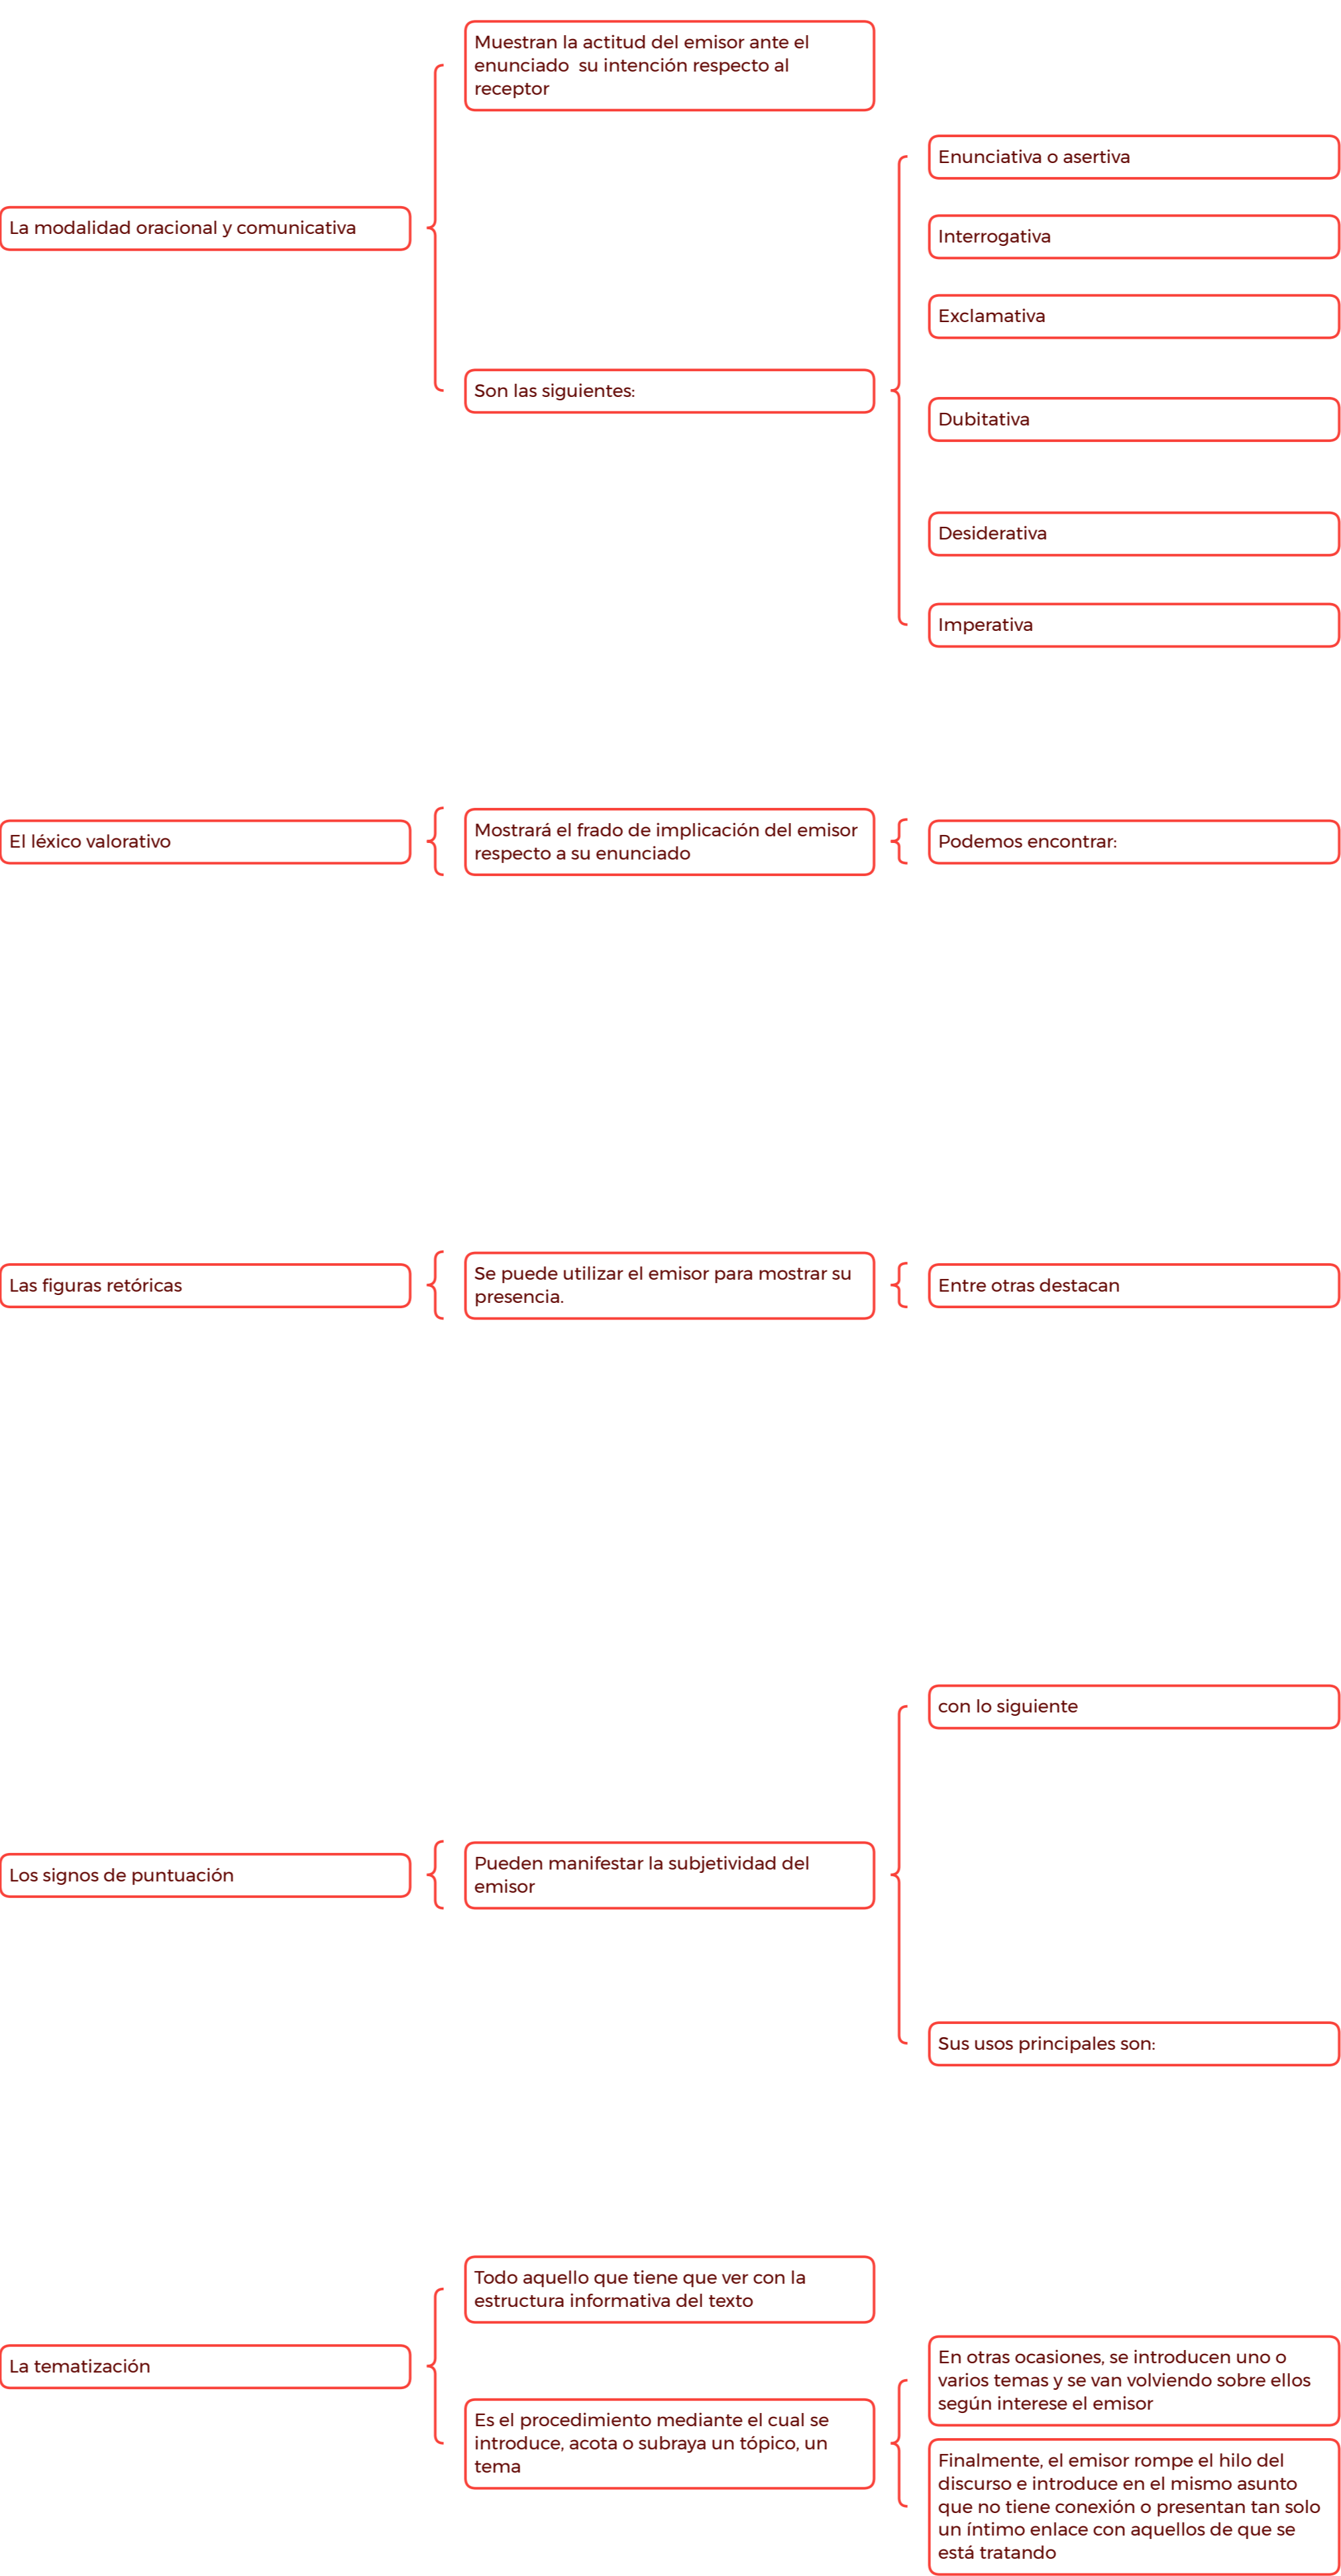 Muestran la actitud del emisor ante el
enunciado  su intención respecto al
receptor
La modalidad oracional y comunicativa
Son las siguientes:
Enunciativa o asertiva
Interrogativa
Exclamativa
Dubitativa
Desiderativa
Imperativa
El léxico valorativo
Mostrará el frado de implicación del emisor
respecto a su enunciado
Podemos encontrar:
Las figuras retóricas
Se puede utilizar el emisor para mostrar su
presencia.
Entre otras destacan
Los signos de puntuación
Pueden manifestar la subjetividad del
emisor
con lo siguiente
Sus usos principales son:
La tematización
Todo aquello que tiene que ver con la
estructura informativa del texto
Es el procedimiento mediante el cual se
introduce, acota o subraya un tópico, un
tema
En otras ocasiones, se introducen uno o
varios temas y se van volviendo sobre ellos
según interese el emisor
Finalmente, el emisor rompe el hilo del
discurso e introduce en el mismo asunto
que no tiene conexión o presentan tan solo
un íntimo enlace con aquellos de que se
está tratando